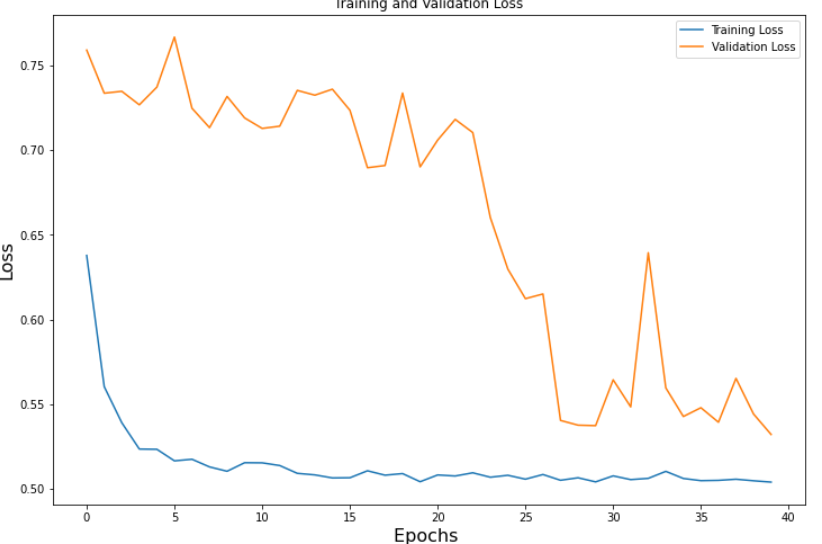 Training and Validation Loss
Training Loss
Validation Loss
0.75
0.70
0.65
0.60
0.55
0.50
Loss
0 5 10 15 20 25 30 35 40
Epochs